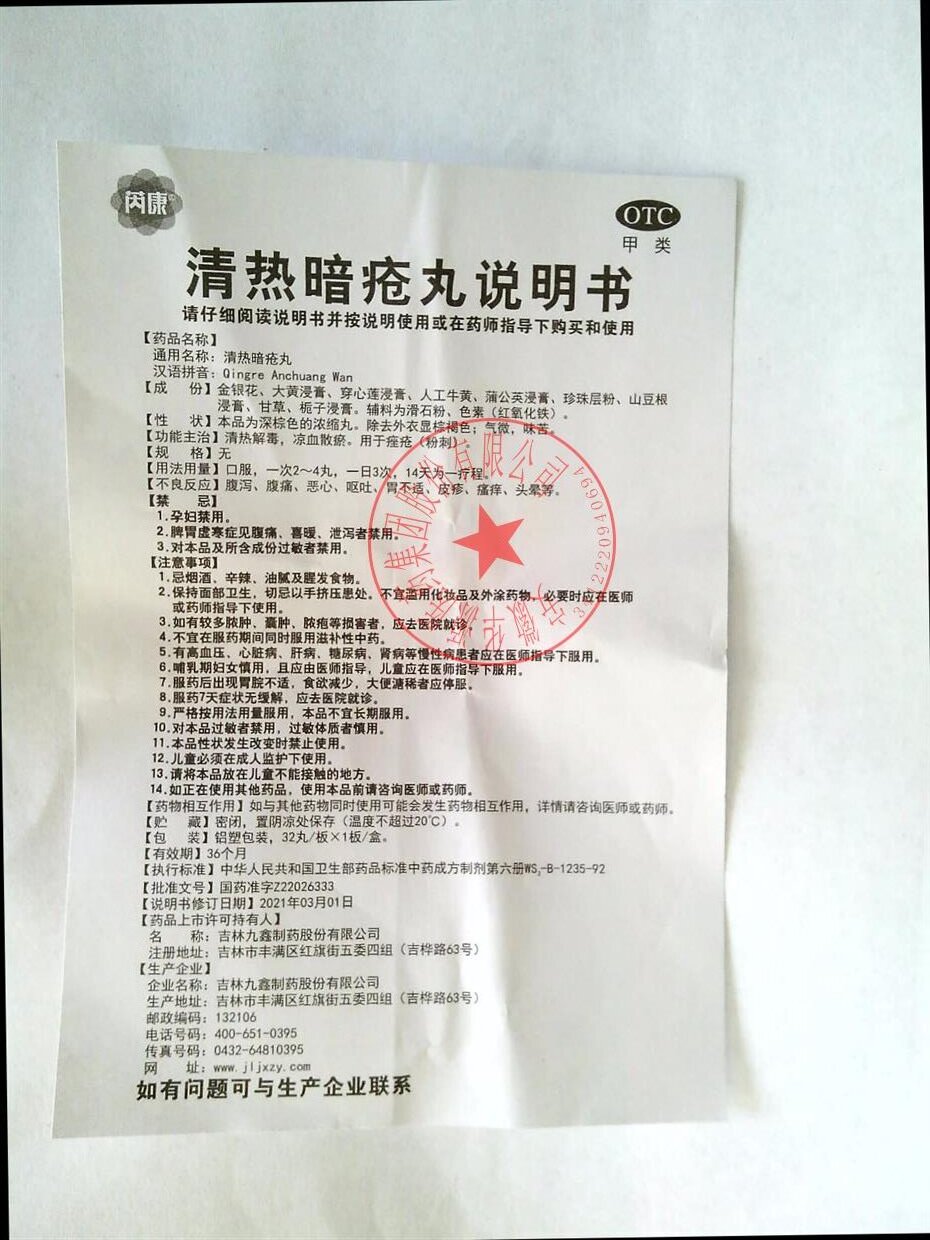 芮康
OTC
甲类
清热暗疮丸说明书
请仔细阅读说明书并按说明使用或在药师指导下购买和使用
【药品名称】
通用名称：清热暗疮丸
汉语拼音：Qingre Anchuang Wan
【成　份】金银花、大黄浸膏、穿心莲浸膏、人工牛黄、蒲公英浸膏、珍珠层粉、山豆根
浸膏、甘草、栀子浸膏。辅料为滑石粉、色素（红氧化铁）。
【性　状】本品为深棕色的浓缩丸。除去外衣显棕褐色；气微，味苦。
【功能主治】清热解毒，凉血散瘀。用于痤疮（粉刺）。
【规　格】无
【用法用量】口服，一次2～4丸，一日3次，14天为一疗程。
【不良反应】腹泻、腹痛、恶心、呕吐、胃不适、皮疹、瘙痒、头晕等。
【禁　忌】
1.孕妇禁用。
2.脾胃虚寒症见腹痛、喜暖、泄泻者禁用。
3.对本品及所含成份过敏者禁用。
【注意事项】
1.忌烟酒、辛辣、油腻及腥发食物。
2.保持面部卫生，切忌以手挤压患处。不宜滥用化妆品及外涂药物，必要时应在医师
或药师指导下使用。
3.如有较多脓肿、囊肿、脓疱等损害者，应去医院就诊。
4.不宜在服药期间同时服用滋补性中药。
5.有高血压、心脏病、肝病、糖尿病、肾病等慢性病患者应在医师指导下服用。
6.哺乳期妇女慎用，且应由医师指导，儿童应在医师指导下服用。
7.服药后出现胃脘不适，食欲减少，大便溏稀者应停服。
8.服药7天症状无缓解，应去医院就诊。
9.严格按用法用量服用，本品不宜长期服用。
10.对本品过敏者禁用，过敏体质者慎用。
11.本品性状发生改变时禁止使用。
12.儿童必须在成人监护下使用。
13.请将本品放在儿童不能接触的地方。
14.如正在使用其他药品，使用本品前请咨询医师或药师。
【药物相互作用】如与其他药物同时使用可能会发生药物相互作用，详情请咨询医师或药师。
【贮　藏】密闭，置阴凉处保存（温度不超过20℃）。
【包　装】铝塑包装，32丸/板×1板/盒。
【有效期】36个月
【执行标准】中华人民共和国卫生部药品标准中药成方制剂第六册WS₃-B-1235-92
【批准文号】国药准字Z22026333
【说明书修订日期】2021年03月01日
【药品上市许可持有人】
名　称：吉林九鑫制药股份有限公司
注册地址：吉林市丰满区红旗街五委四组（吉桦路63号）
【生产企业】
企业名称：吉林九鑫制药股份有限公司
生产地址：吉林市丰满区红旗街五委四组（吉桦路63号）
邮政编码：132106
电话号码：400-651-0395
传真号码：0432-64810395
网　址：www.jljxzy.com
如有问题可与生产企业联系